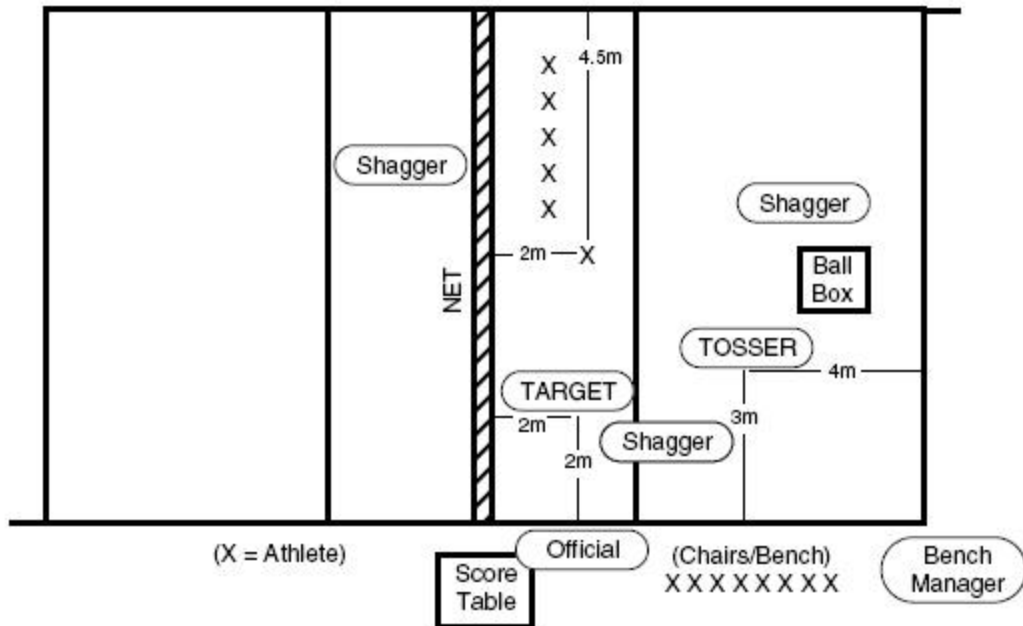 4.5m
X
X
X
X
X
Shagger
Shagger
2m
X
NET
Ball
Box
TOSSER
4m
TARGET
3m
2m
Shagger
2m
(X = Athlete)
Official
(Chairs/Bench)
X X X X X X X X
Bench
Manager
Score
Table